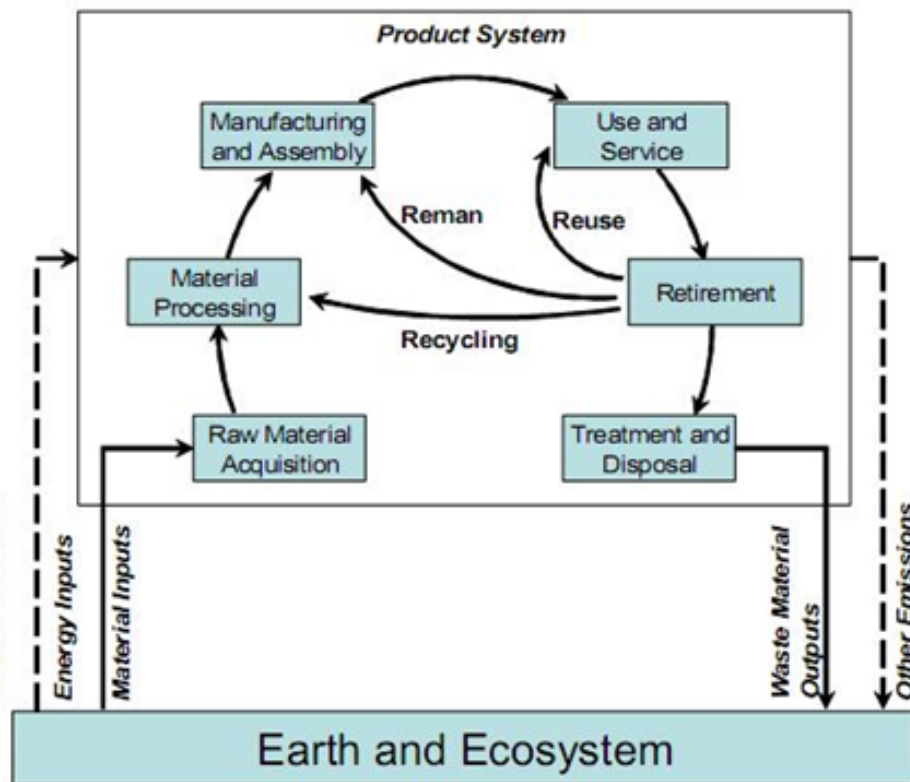 Product System
Manufacturing
and Assembly
Use and
Service
Reman
Reuse
Material
Processing
Retirement
Recycling
Raw Material
Acquisition
Treatment and
Disposal
Energy Inputs
Material Inputs
Waste Material
Outputs
Other Emissions
Earth and Ecosystem